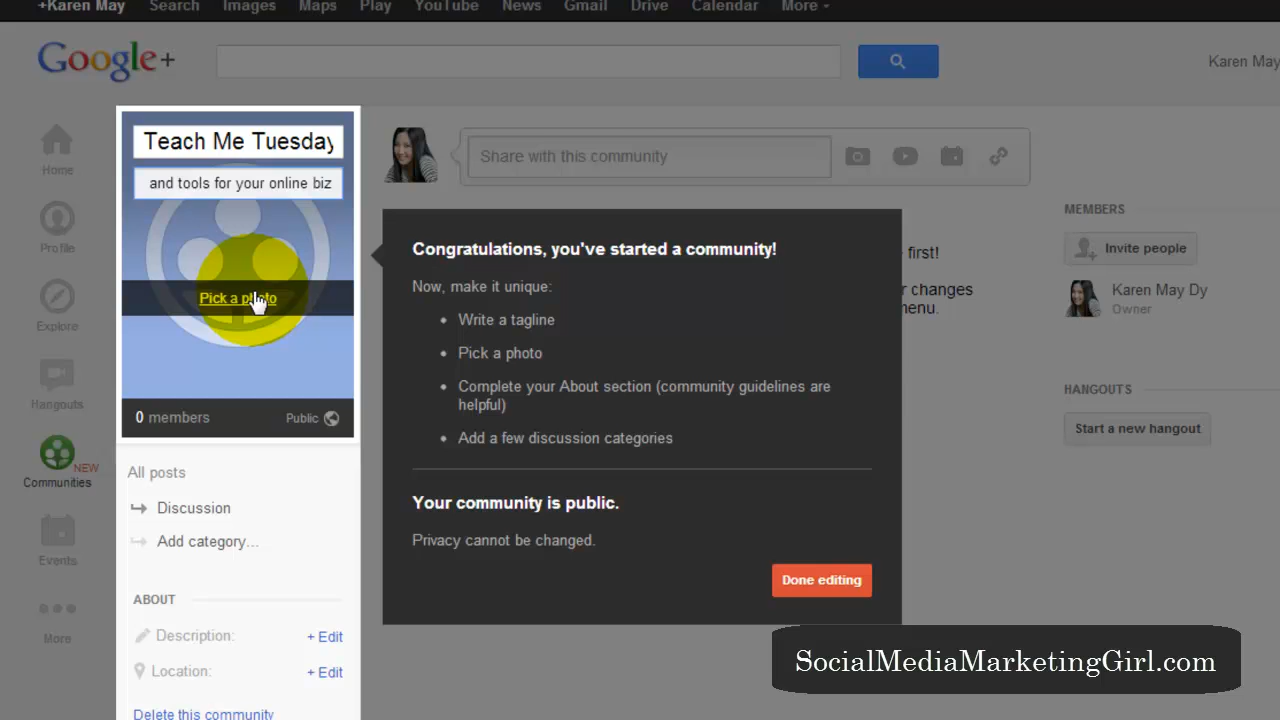 +Karen May Search Images Maps Play YouTube News Gmail Drive Calendar More
Google+
Karen May
Teach Me Tuesday
and tools for your online biz
Pick a photo
0 members Public
All posts
Discussion
Add category...
ABOUT
Description: + Edit
Location: + Edit
Delete this community
Home
Profile
Explore
Hangouts
NEW
Communities
Events
More
Share with this community
Congratulations, you've started a community!
Now, make it unique:
Write a tagline
Pick a photo
Complete your About section (community guidelines are
helpful)
Add a few discussion categories
Your community is public.
Privacy cannot be changed.
Done editing
first!
changes
nu.
MEMBERS
Invite people
Karen May Dy
Owner
HANGOUTS
Start a new hangout
SocialMediaMarketingGirl.com